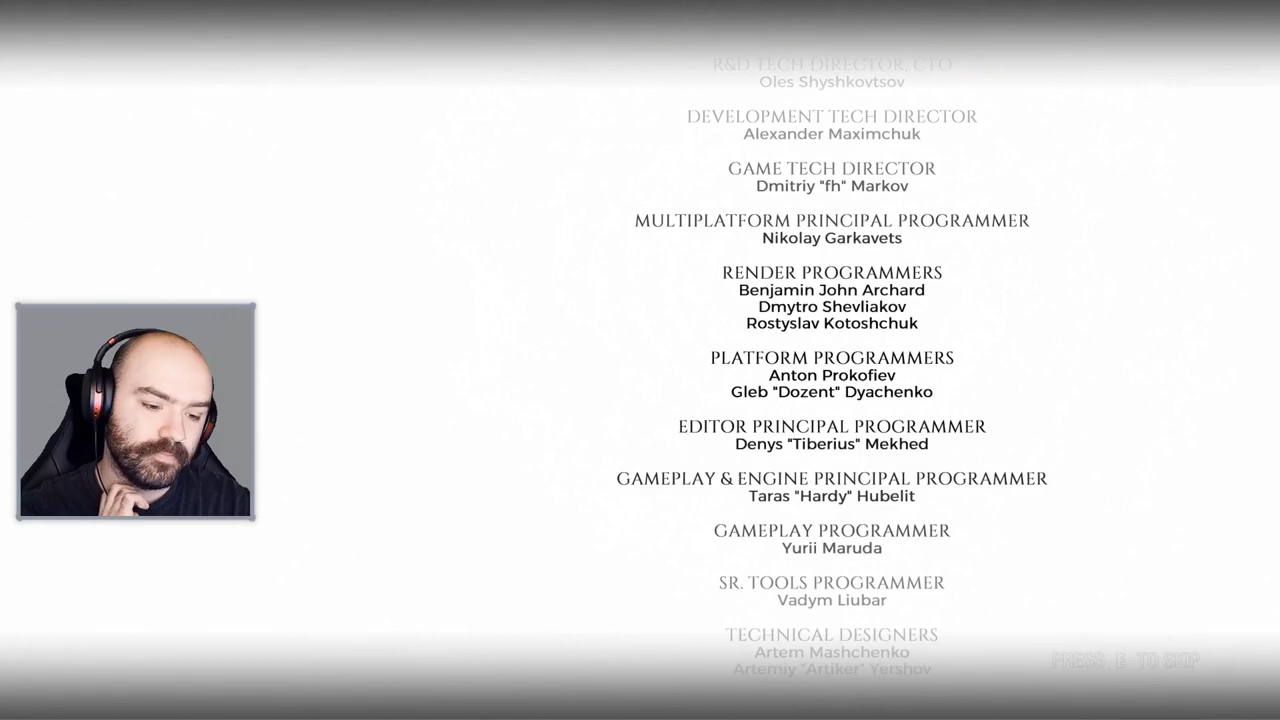 R&D TECH DIRECTOR, CTO
Oles Shyshkovtsov
DEVELOPMENT TECH DIRECTOR
Alexander Maximchuk
GAME TECH DIRECTOR
Dmitriy "fh" Markov
MULTIPLATFORM PRINCIPAL PROGRAMMER
Nikolay Garkavets
RENDER PROGRAMMERS
Benjamin John Archard
Dmytro Shevliakov
Rostyslav Kotoshchuk
PLATFORM PROGRAMMERS
Anton Prokofiev
Gleb "Dozent" Dyachenko
EDITOR PRINCIPAL PROGRAMMER
Denys "Tiberius" Mekhed
GAMEPLAY & ENGINE PRINCIPAL PROGRAMMER
Taras "Hardy" Hubelit
GAMEPLAY PROGRAMMER
Yurii Maruda
SR. TOOLS PROGRAMMER
Vadym Liubar
TECHNICAL DESIGNERS
Artem Mashchenko
Artemiy "Artiker" Yershov
PRESS E TO SKIP